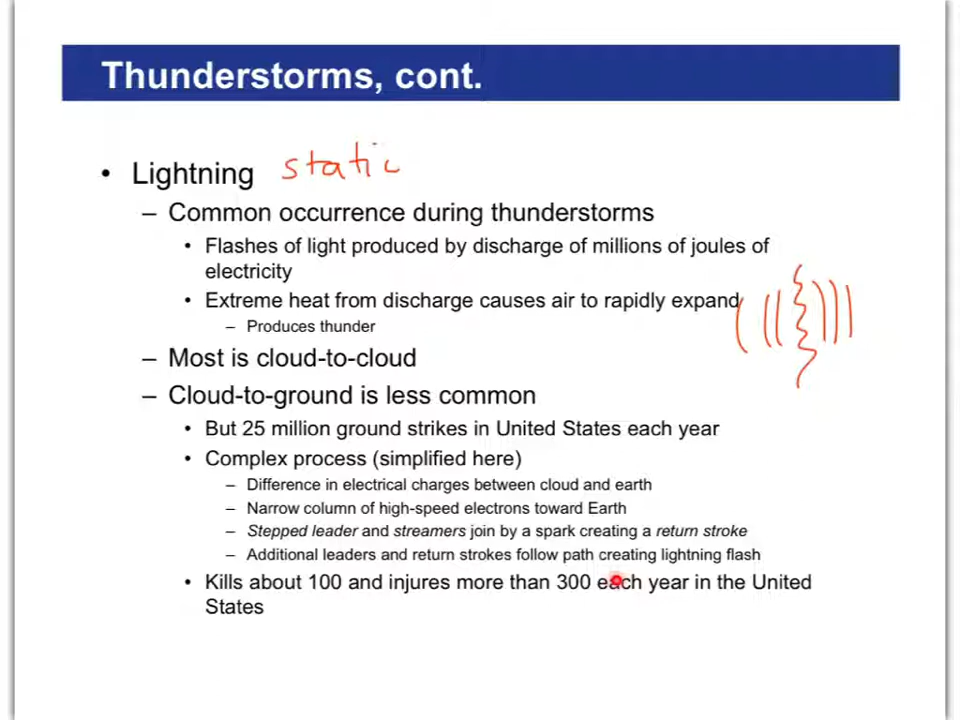 Thunderstorms, cont.
• Lightning static
– Common occurrence during thunderstorms
• Flashes of light produced by discharge of millions of joules of
electricity
• Extreme heat from discharge causes air to rapidly expand
– Produces thunder
– Most is cloud-to-cloud
– Cloud-to-ground is less common
• But 25 million ground strikes in United States each year
• Complex process (simplified here)
– Difference in electrical charges between cloud and earth
– Narrow column of high-speed electrons toward Earth
– Stepped leader and streamers join by a spark creating a return stroke
– Additional leaders and return strokes follow path creating lightning flash
• Kills about 100 and injures more than 300 each year in the United
States